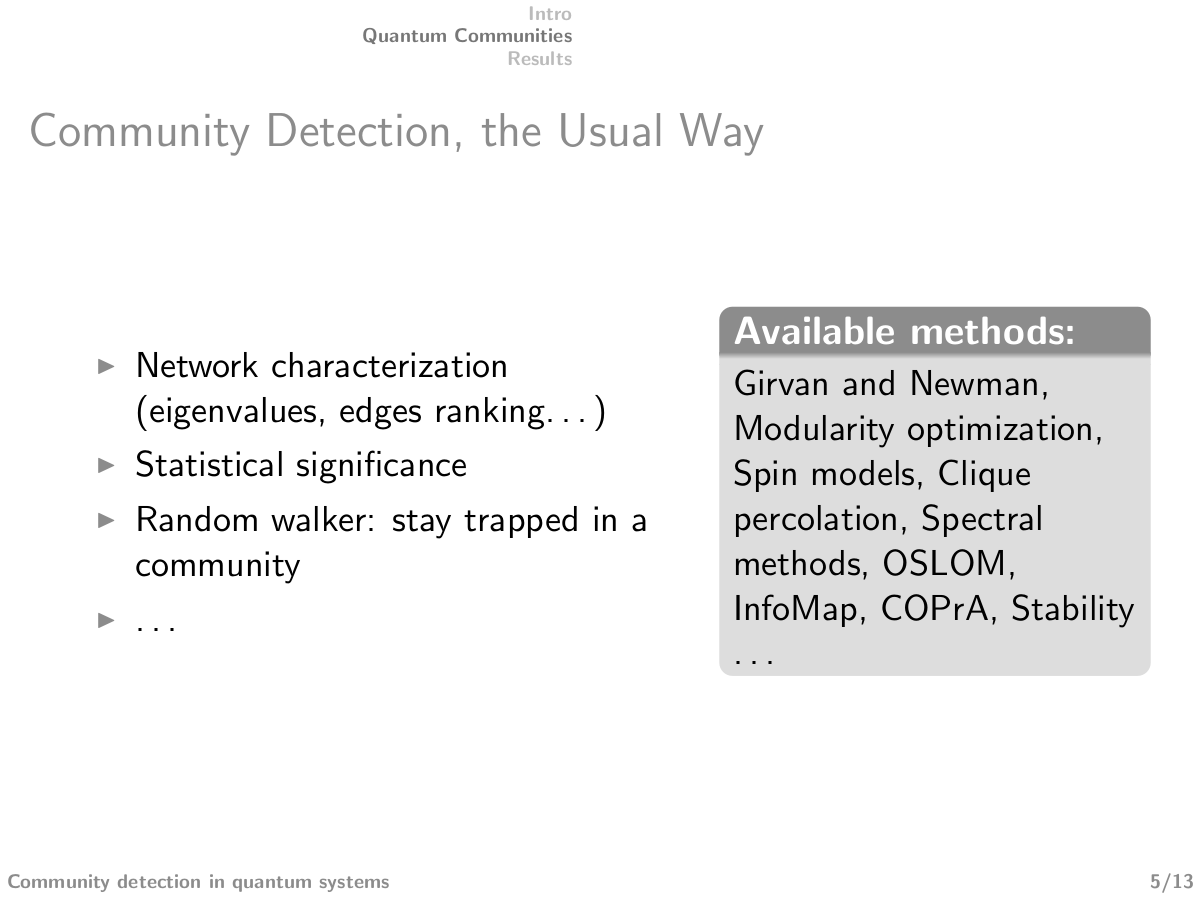 Intro
Quantum Communities
Results
Community Detection, the Usual Way
▶ Network characterization
(eigenvalues, edges ranking. . . )
▶ Statistical significance
▶ Random walker: stay trapped in a
community
▶ . . .
Available methods:
Girvan and Newman,
Modularity optimization,
Spin models, Clique
percolation, Spectral
methods, OSLOM,
InfoMap, COPrA, Stability
. . .
Community detection in quantum systems
5/13